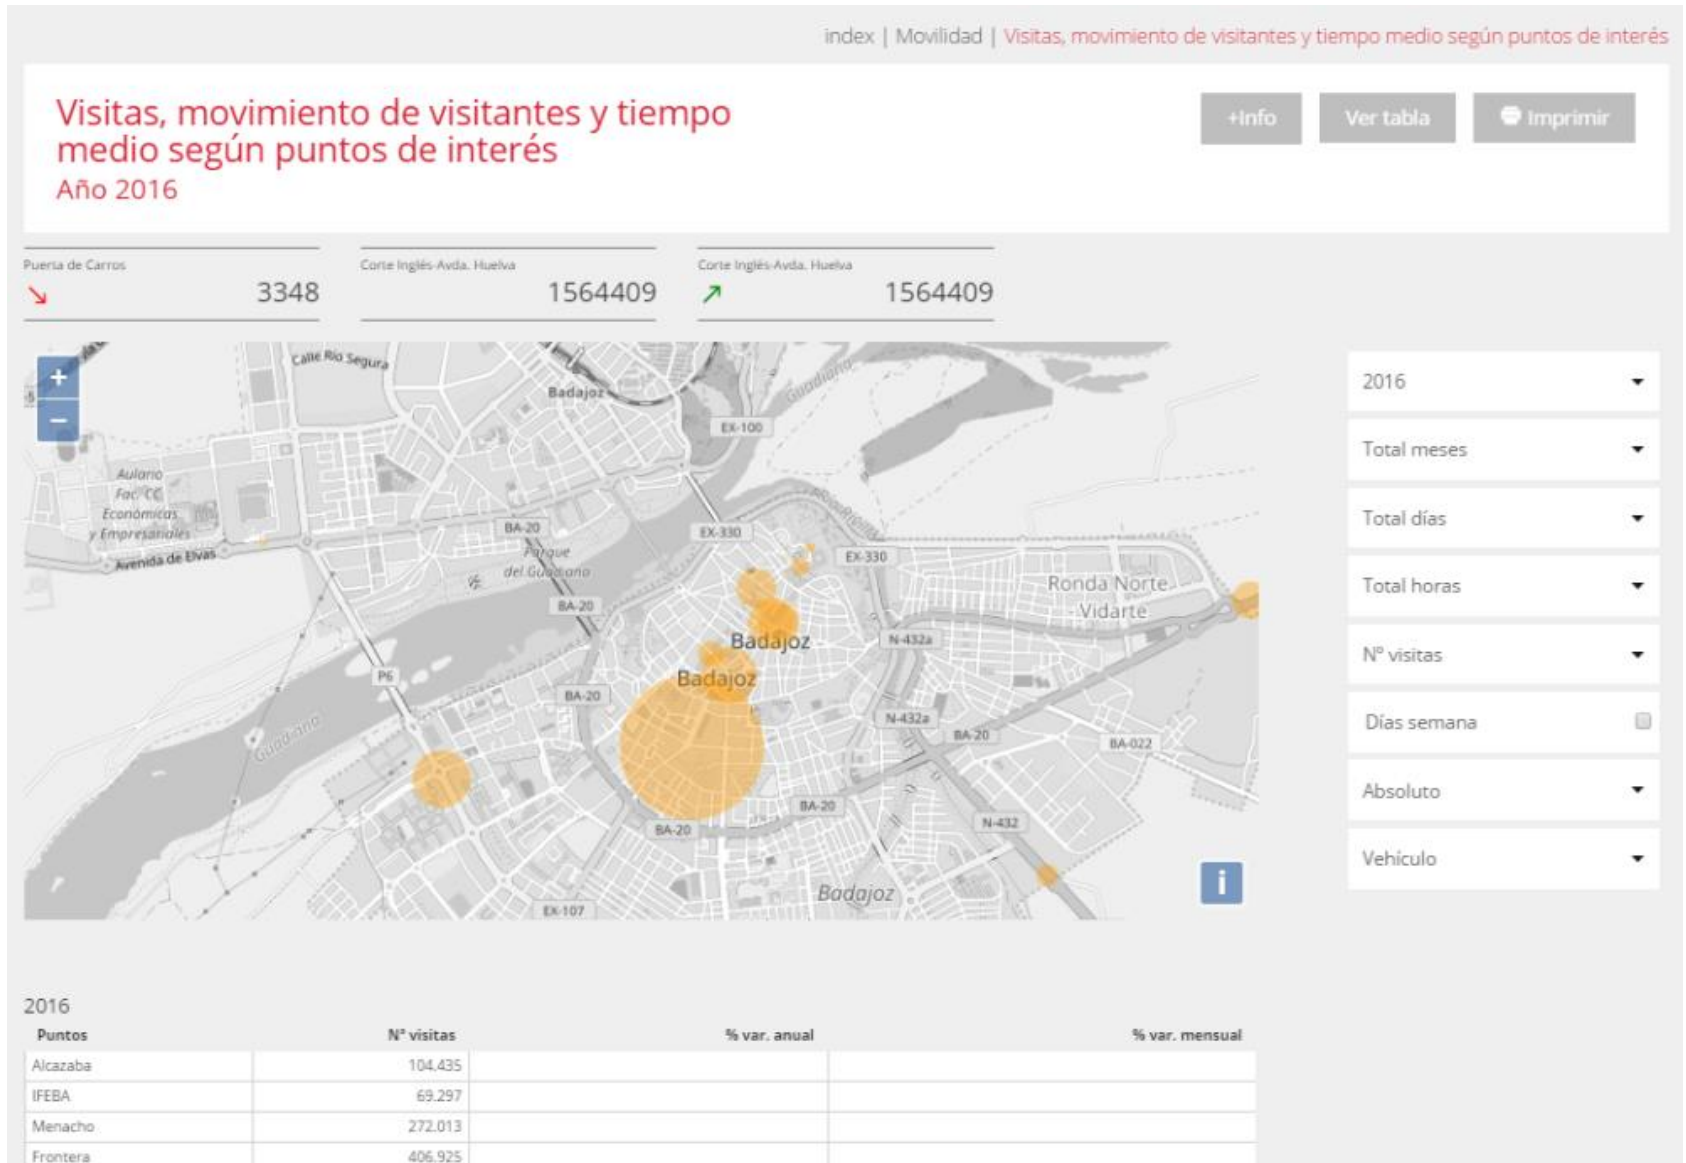 index | Movilidad | Visitas, movimiento de visitantes y tiempo medio según puntos de interés
Visitas, movimiento de visitantes y tiempo
medio según puntos de interés
Año 2016
+Info
Ver tabla
Imprimir
Puerta de Carros
3348
Corte Inglés-Avda. Huelva
1564409
Corte Inglés-Avda. Huelva
1564409
+
−
Calle Río Segura
Badajoz
Guadiana
EX-100
Aulario
Fac. CC.
Económicas
y Empresariales
Avenida de Elvas
BA-20
Parque
del Guadiana
EX-330
EX-330
BA-20
Ronda Norte
- Vidarte
Badajoz
N-432a
P6
Badajoz
BA-20
Guadiana
N-432a
BA-20
BA-022
BA-20
BA-20
N-432
Badajoz
EX-107
i
2016
Total meses
Total días
Total horas
Nº visitas
Días semana
Absoluto
Vehículo
2016
Puntos Nº visitas % var. anual % var. mensual
Alcazaba 104.435
IFEBA 69.297
Menacho 272.013
Frontera 406.925